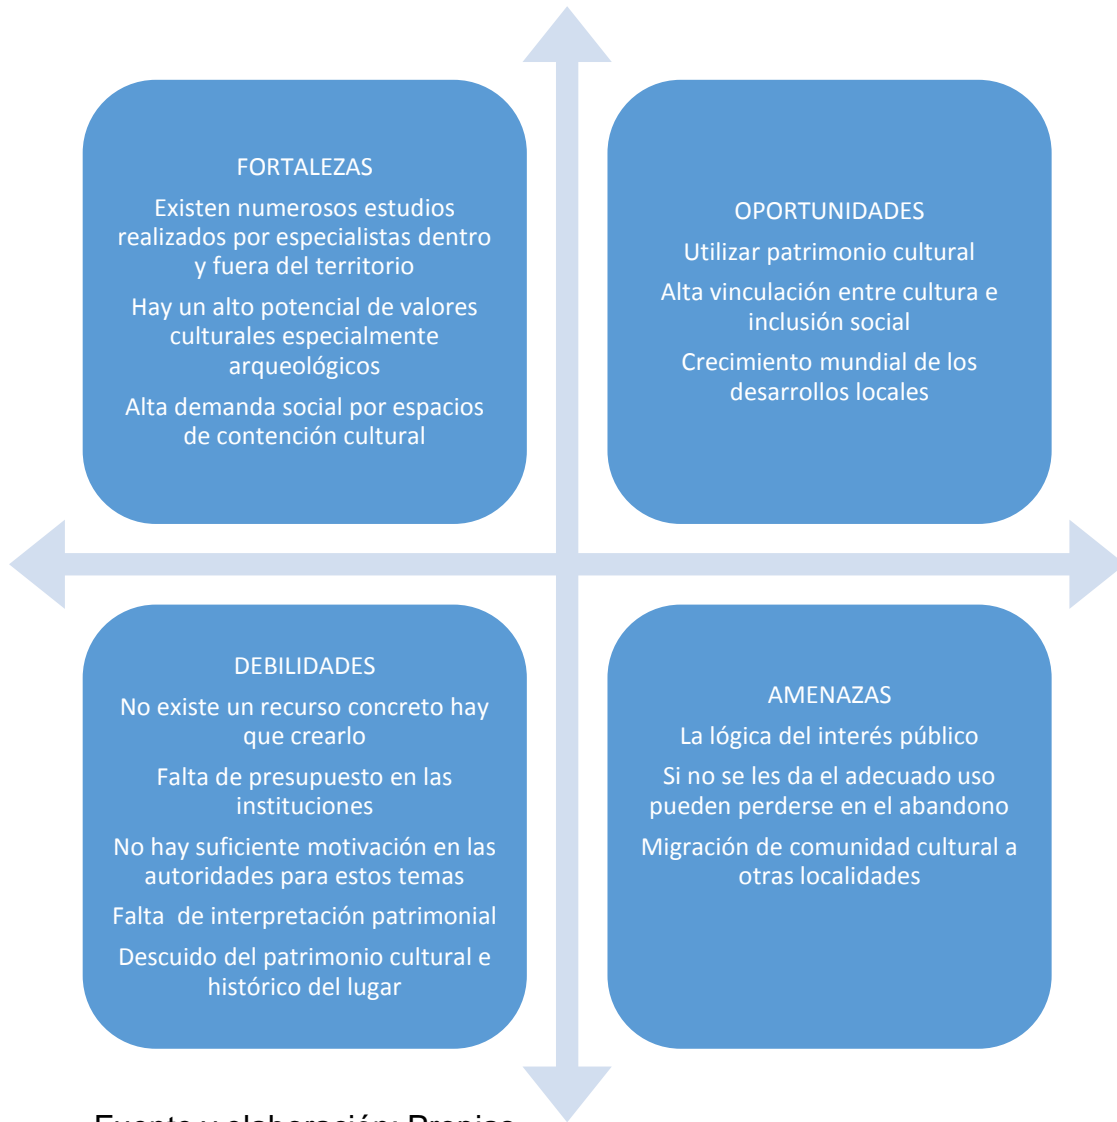 FORTALEZAS
Existen numerosos estudios
realizados por especialistas dentro
y fuera del territorio
Hay un alto potencial de valores
culturales especialmente
arqueológicos
Alta demanda social por espacios
de contención cultural
OPORTUNIDADES
Utilizar patrimonio cultural
Alta vinculación entre cultura e
inclusión social
Crecimiento mundial de los
desarrollos locales
DEBILIDADES
No existe un recurso concreto hay
que crearlo
Falta de presupuesto en las
instituciones
No hay suficiente motivación en las
autoridades para estos temas
Falta  de interpretación patrimonial
Descuido del patrimonio cultural e
histórico del lugar
AMENAZAS
La lógica del interés público
Si no se les da el adecuado uso
pueden perderse en el abandono
Migración de comunidad cultural a
otras localidades
Fuente y elaboración: Propias